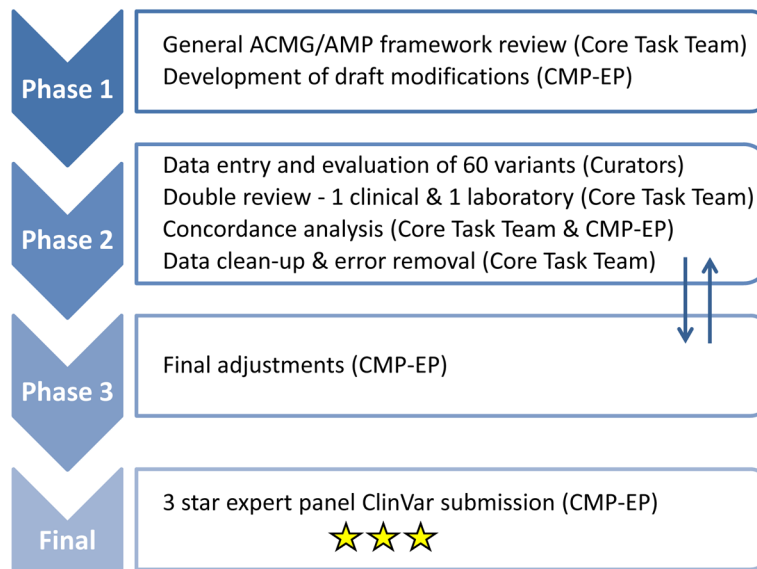 Phase 1
General ACMG/AMP framework review (Core Task Team)
Development of draft modifications (CMP-EP)
Phase 2
Data entry and evaluation of 60 variants (Curators)
Double review - 1 clinical & 1 laboratory (Core Task Team)
Concordance analysis (Core Task Team & CMP-EP)
Data clean-up & error removal (Core Task Team)
Phase 3
Final adjustments (CMP-EP)
Final
3 star expert panel ClinVar submission (CMP-EP)